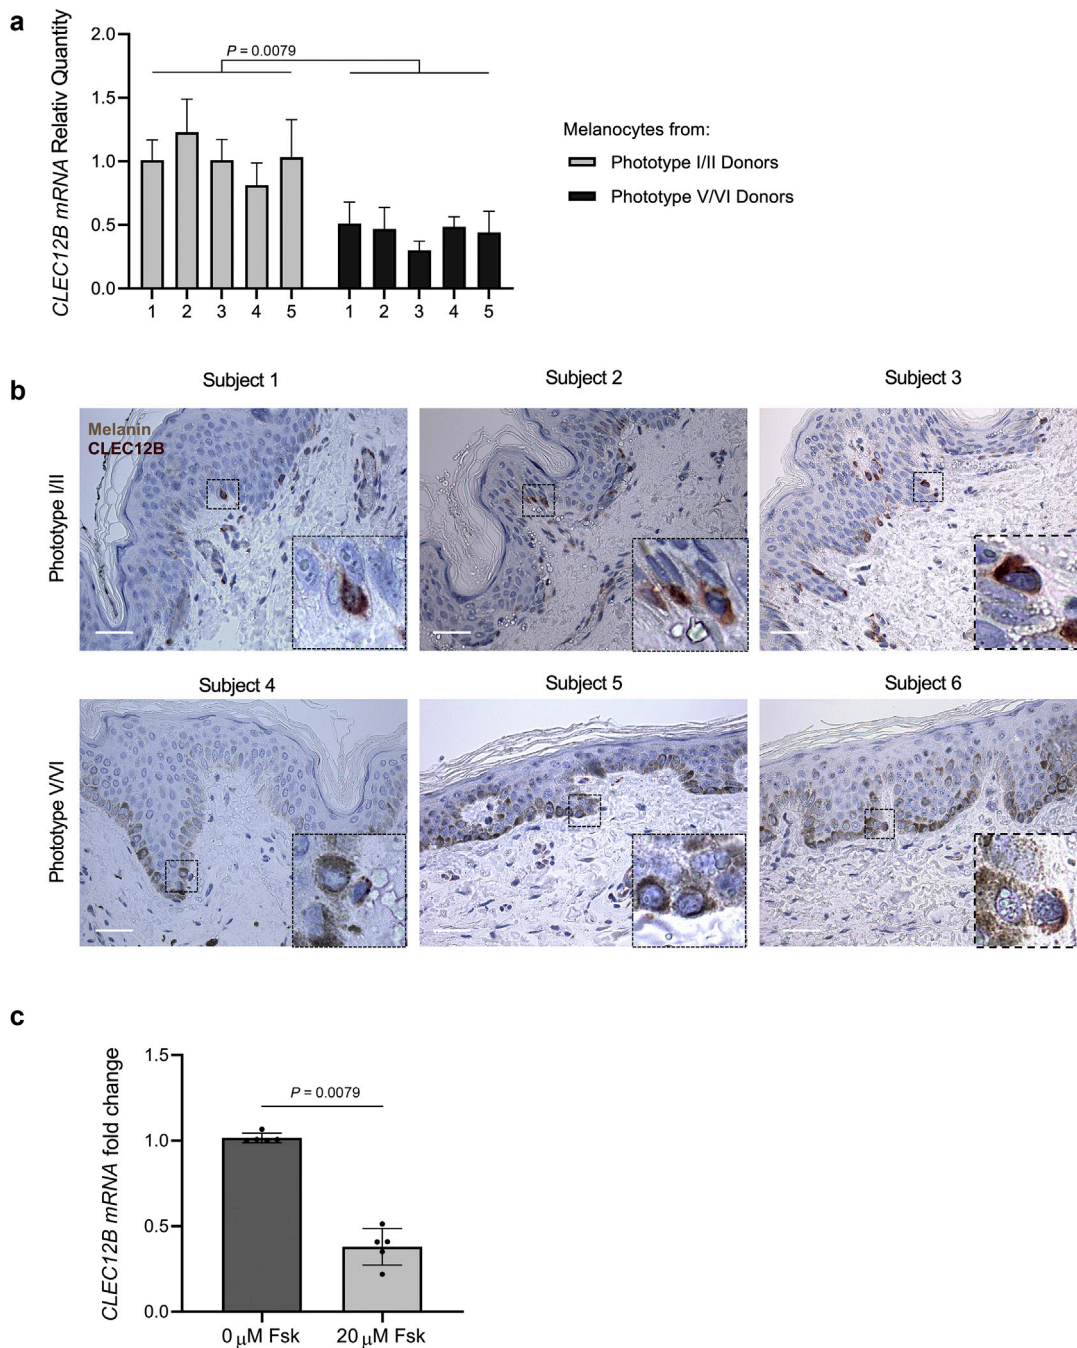 a
CLEC12B mRNA Relativ Quantity
2.0
1.5
1.0
0.5
0.0
P = 0.0079
1 2 3 4 5 1 2 3 4 5
Melanocytes from:
Phototype I/II Donors
Phototype V/VI Donors
b
Subject 1 Subject 2 Subject 3
Phototype I/II
Melanin
CLEC12B
Subject 4 Subject 5 Subject 6
Phototype V/VI
c
CLEC12B mRNA fold change
1.5
1.0
0.5
0.0
P = 0.0079
0 μM Fsk 20 μM Fsk